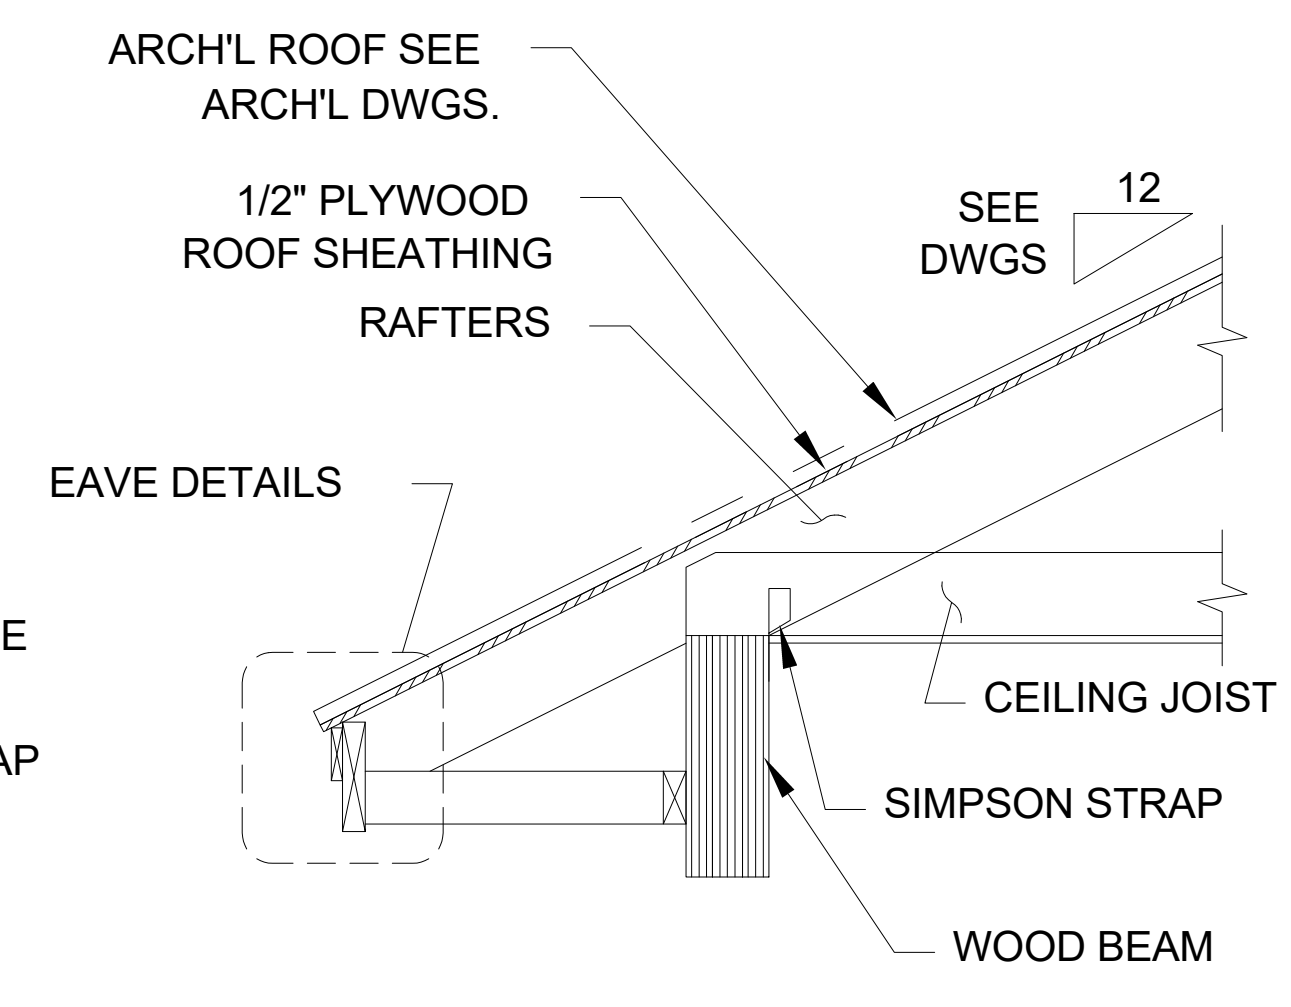 ARCH'L ROOF SEE
ARCH'L DWGS.
1/2" PLYWOOD
ROOF SHEATHING
RAFTERS
SEE
DWGS
12
EAVE DETAILS
E
AP
CEILING JOIST
SIMPSON STRAP
WOOD BEAM